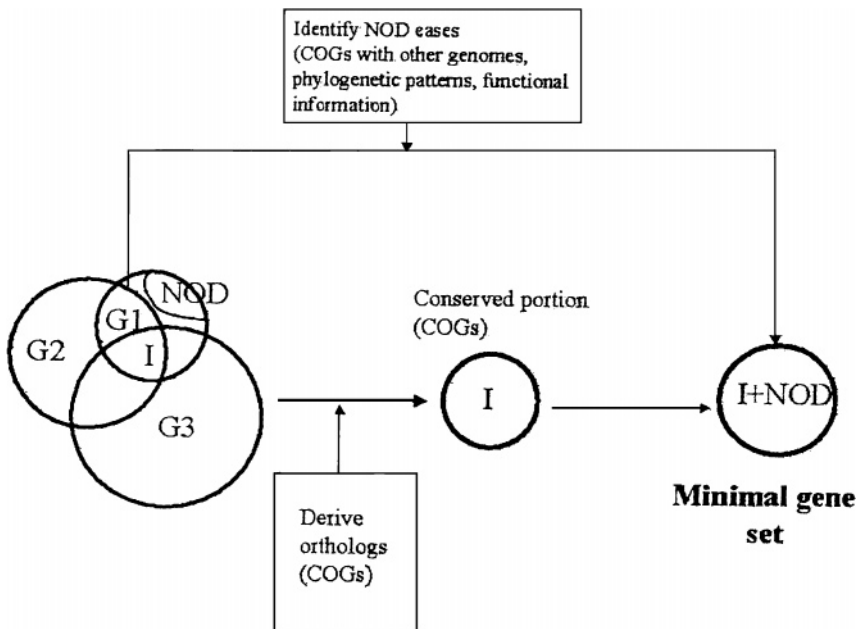 Identify NOD eases
(COGs with other genomes,
phylogenetic patterns, functional
information)
NOD
G1
G2
I
G3
Conserved portion
(COGs)
I
I+NOD
Minimal gene
set
Derive
orthologs
(COGs)